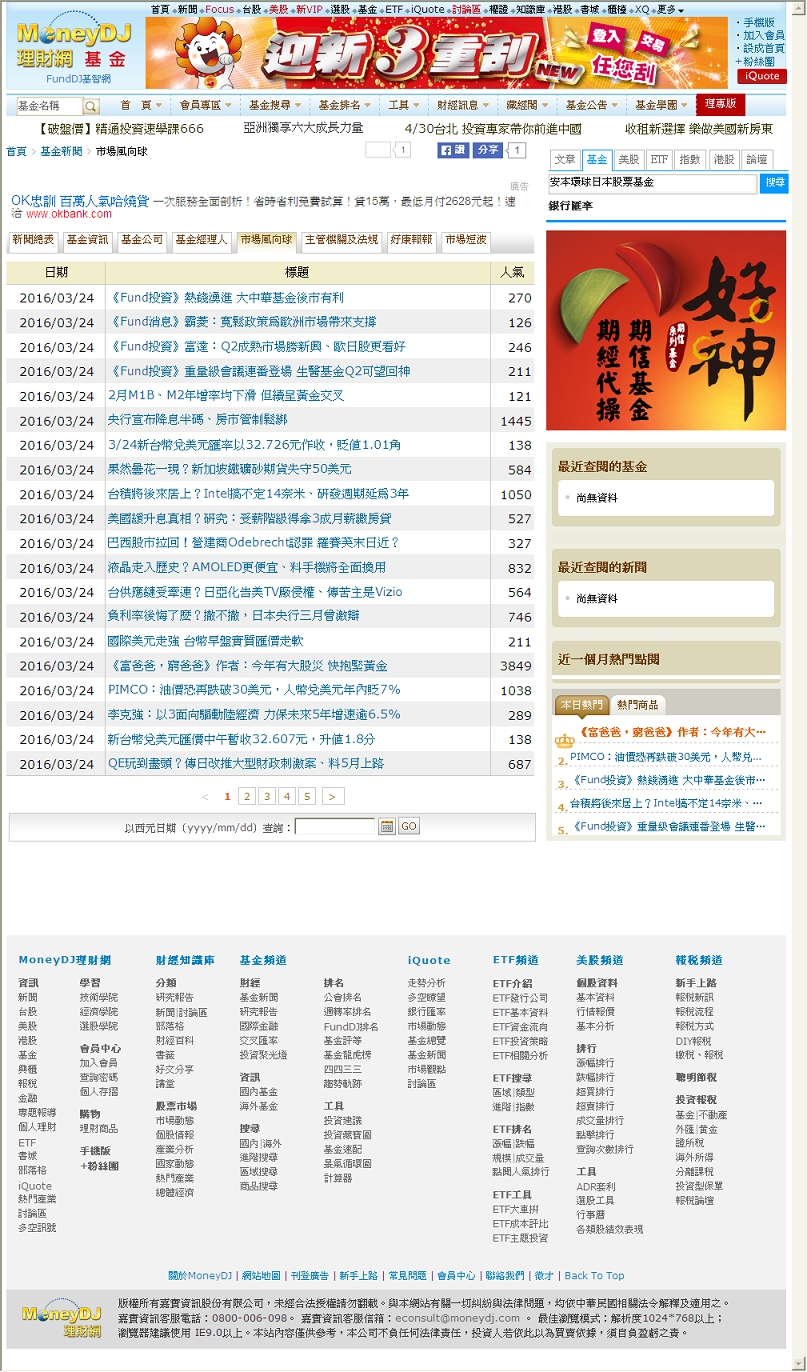 首頁 新聞 Focus 台股 美股 新VIP 選股 基金 ETF iQuote 討論區 權證 知識庫 港股 書城 櫃檯 XQ 更多
MoneyDJ
理財網 基金
FundDJ基智網
迎新3重刮
NEW
登入 交易 任您刮
手機版
加入會員
設成首頁
+粉絲團
iQuote
基金名稱
首 頁 會員專區 基金搜尋 基金排名 工具 財經訊息 藏經閣 基金公告 基金學園 理專版
【破盤價】精通投資速學課666 亞洲獨享六大成長力量 4/30台北 投資專家帶你前進中國 收租新選擇 樂做美國新房東
首頁 > 基金新聞 > 市場風向球
1 讚 分享 1
文章 基金 美股 ETF 指數 港股 論壇
安本環球日本股票基金 搜尋
銀行匯率
廣告
OK忠訓 百萬人氣哈燒貸 一次服務全面剖析！省時省利免費試算！貸15萬，最低月付2628元起！速
洽 www.okbank.com
新聞總表 基金資訊 基金公司 基金經理人 市場風向球 主管機關及法規 好康報報 市場短波
日期 標題 人氣
2016/03/24 《Fund投資》熱錢湧進 大中華基金後市有利 270
2016/03/24 《Fund消息》霸菱：寬鬆政策為歐洲市場帶來支撐 126
2016/03/24 《Fund投資》富達：Q2成熟市場勝新興、歐日股更看好 246
2016/03/24 《Fund投資》重量級會議連番登場 生醫基金Q2可望回神 211
2016/03/24 2月M1B、M2年增率均下滑 但續呈黃金交叉 121
2016/03/24 央行宣布降息半碼、房市管制鬆綁 1445
2016/03/24 3/24新台幣兌美元匯率以32.726元作收，貶值1.01角 138
2016/03/24 果然曇花一現？新加坡鐵礦砂期貨失守50美元 584
2016/03/24 台積將後來居上？Intel搞不定14奈米、研發週期延為3年 1050
2016/03/24 美國緩升息真相？研究：受薪階級得拿3成月薪繳房貸 527
2016/03/24 巴西股市拉回！營建商Odebrecht認罪 羅賽芙末日近？ 327
2016/03/24 液晶走入歷史？AMOLED更便宜、料手機將全面換用 832
2016/03/24 台供應鏈受牽連？日亞化告美TV廠侵權、傳苦主是Vizio 564
2016/03/24 負利率後悔了麼？撤不撤，日本央行三月曾激辯 746
2016/03/24 國際美元走強 台幣早盤實質匯價走軟 211
2016/03/24 《富爸爸，窮爸爸》作者：今年有大股災 快抱緊黃金 3849
2016/03/24 PIMCO：油價恐再跌破30美元，人幣兌美元年內貶7% 1038
2016/03/24 李克強：以3面向驅動陸經濟 力保未來5年增速逾6.5% 289
2016/03/24 新台幣兌美元匯價中午暫收32.607元，升值1.8分 138
2016/03/24 QE玩到盡頭？傳日改推大型財政刺激案、料5月上路 687
< 1 2 3 4 5 >
以西元日期（yyyy/mm/dd）查詢： GO
好神
期信系列基金
期信基金
期經代操
最近查閱的基金
尚無資料
最近查閱的新聞
尚無資料
近一個月熱門點閱
本日熱門 熱門商品
《富爸爸，窮爸爸》作者：今年有大…
2. PIMCO：油價恐再跌破30美元，人幣兌…
3. 《Fund投資》熱錢湧進 大中華基金後市…
4. 台積將後來居上？Intel搞不定14奈米、…
5. 《Fund投資》重量級會議連番登場 生醫…
MoneyDJ理財網
資訊
新聞
台股
美股
港股
基金
興櫃
報稅
金融
專題報導
個人理財
ETF
書城
部落格
iQuote
熱門產業
討論區
多空訊號
學習
技術學院
經濟學院
選股學院
會員中心
加入會員
查詢密碼
個人存摺
購物
理財商品
手機版
+粉絲團
財經知識庫
分類
研究報告
新聞|討論區
部落格
財經百科
書籤
好文分享
講堂
股票市場
市場動態
個股情報
產業分析
國家動態
熱門產業
總體經濟
基金頻道
財經
基金新聞
研究報告
國際金融
交叉匯率
投資聚光燈
資訊
國內基金
海外基金
搜尋
國內|海外
進階搜尋
區域搜尋
商品搜尋
排名
公會排名
週轉率排名
FundDJ排名
基金評等
基金龍虎榜
四四三三
趨勢軌跡
工具
投資建議
投資藏寶圖
基金速配
景氣循環圖
計算器
iQuote
走勢分析
多空瞭望
銀行匯率
市場動態
基金總覽
基金新聞
市場觀點
討論區
ETF頻道
ETF介紹
ETF發行公司
ETF基本資料
ETF資金流向
ETF投資策略
ETF相關分析
ETF搜尋
區域|類型
進階|指數
ETF排名
漲幅|跌幅
規模|成交量
點閱人氣排行
ETF工具
ETF大車拚
ETF成本評比
ETF主題投資
美股頻道
個股資料
基本資料
行情報價
基本分析
排行
漲幅排行
跌幅排行
超買排行
超賣排行
成交量排行
點擊排行
查詢次數排行
工具
ADR套利
選股工具
行事曆
各類股績效表現
報稅頻道
新手上路
報稅新訊
報稅流程
報稅方式
DIY報稅
繳稅、報稅
聰明節稅
投資報稅
基金|不動產
外匯|黃金
證所稅
海外所得
分離課稅
投資型保單
報稅論壇
關於MoneyDJ | 網站地圖 | 刊登廣告 | 新手上路 | 常見問題 | 會員中心 | 聯絡我們 | 徵才 | Back To Top
MoneyDJ
理財網
版權所有嘉實資訊股份有限公司，未經合法授權請勿翻載。與本網站有關一切糾紛與法律問題，均依中華民國相關法令解釋及適用之。
嘉實資訊客服電話：0800-006-098。 嘉實資訊客服信箱：econsult@moneydj.com 。 最佳瀏覽模式：解析度1024*768以上；
瀏覽器建議使用 IE9.0以上。本站內容僅供參考，本公司不負任何法律責任，投資人若依此以為買賣依據，須自負盈虧之責。